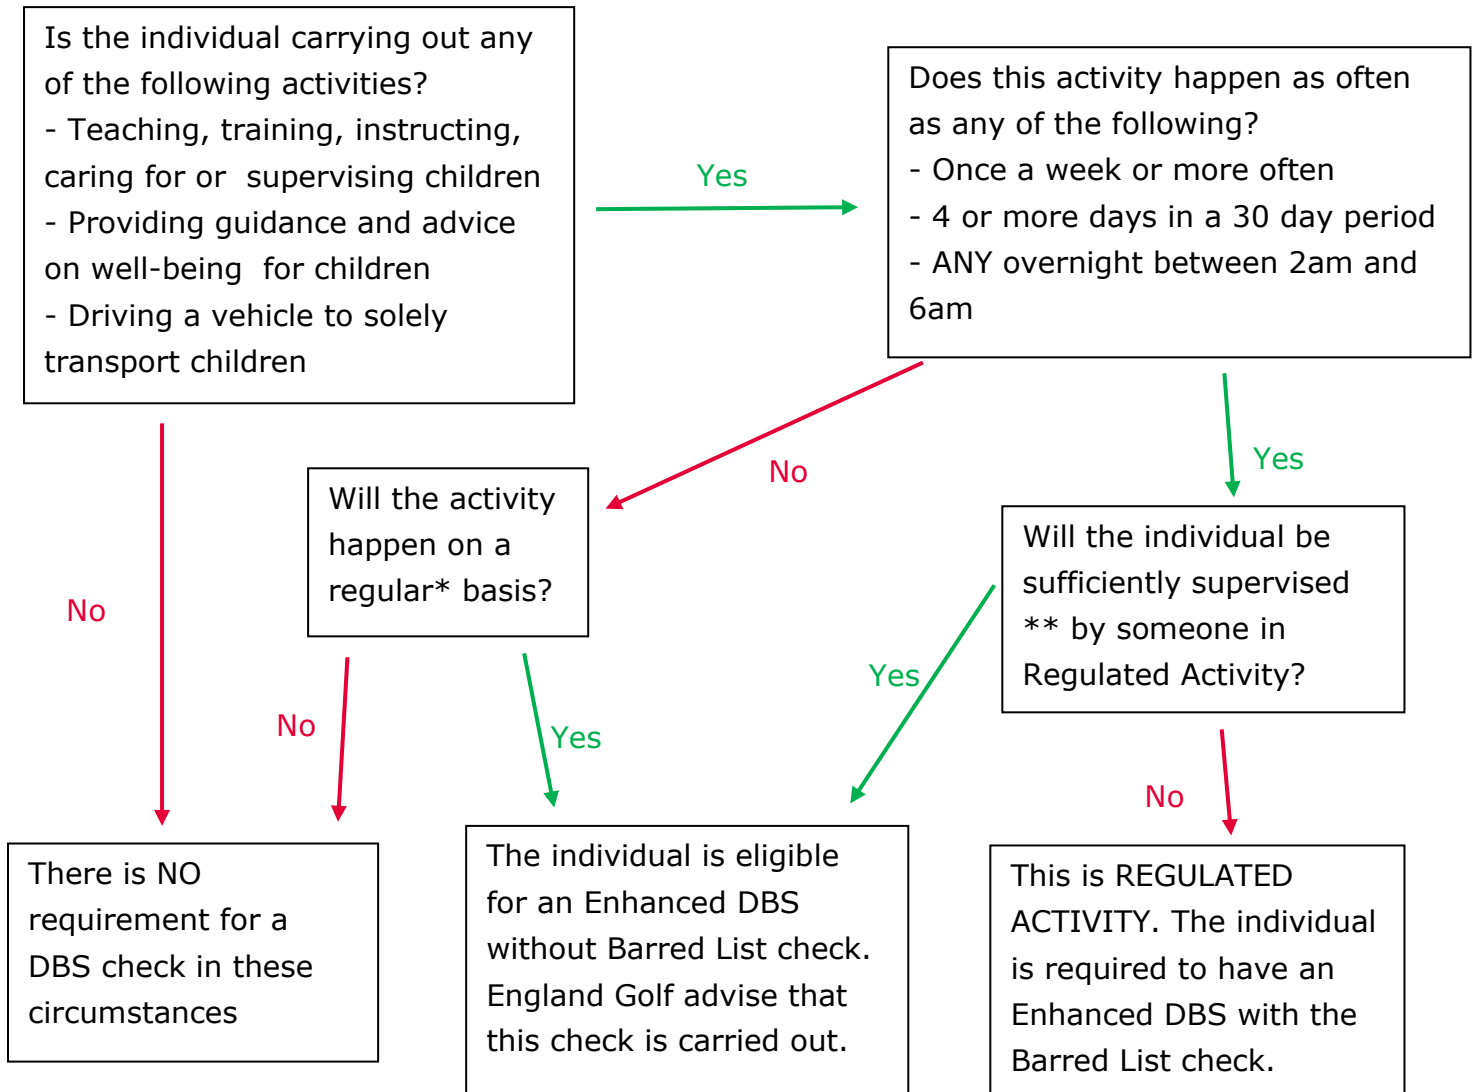 Is the individual carrying out any
of the following activities?
- Teaching, training, instructing,
caring for or  supervising children
- Providing guidance and advice
on well-being  for children
- Driving a vehicle to solely
transport children
Yes
Does this activity happen as often
as any of the following?
- Once a week or more often
- 4 or more days in a 30 day period
- ANY overnight between 2am and
6am
No
No
Yes
Will the activity
happen on a
regular* basis?
Will the individual be
sufficiently supervised
** by someone in
Regulated Activity?
No
Yes
Yes
No
There is NO
requirement for a
DBS check in these
circumstances
The individual is eligible
for an Enhanced DBS
without Barred List check.
England Golf advise that
this check is carried out.
This is REGULATED
ACTIVITY. The individual
is required to have an
Enhanced DBS with the
Barred List check.